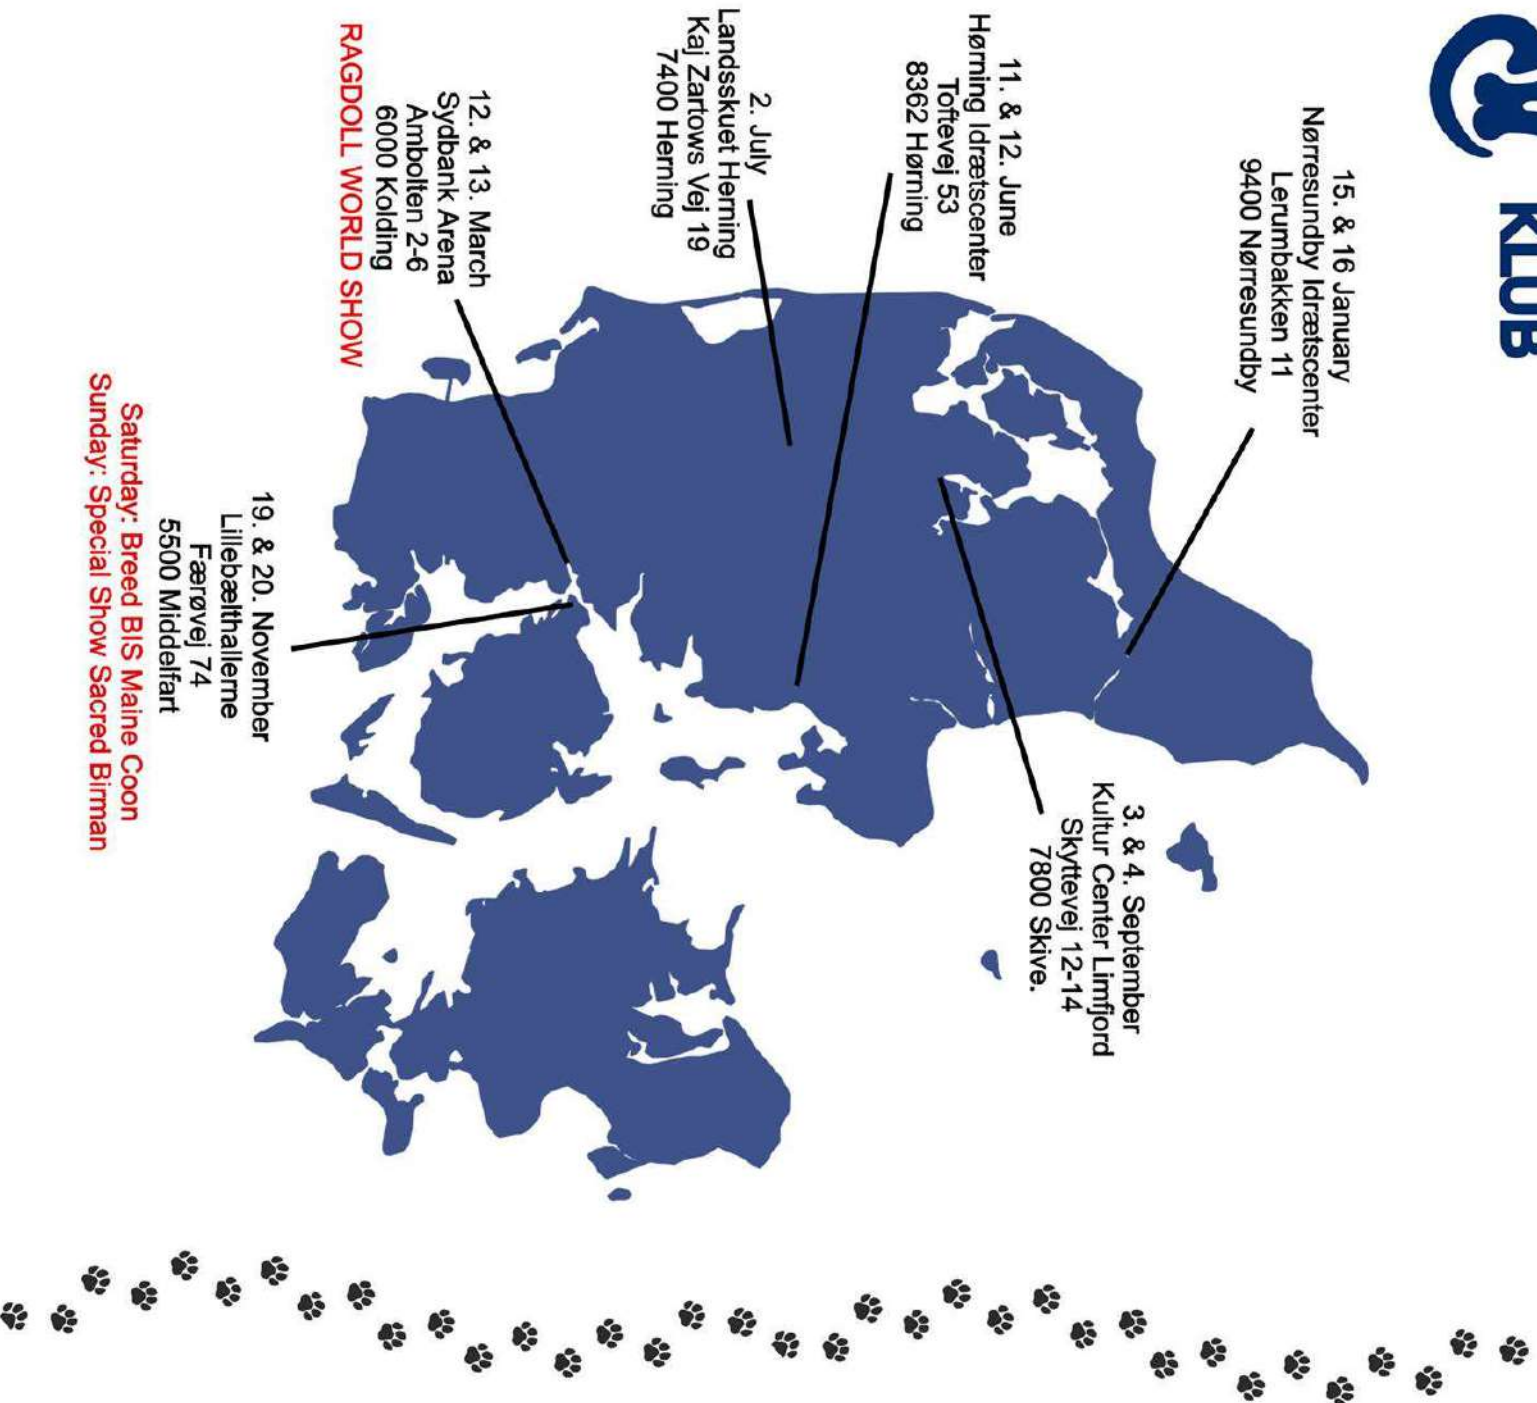 KLUB
15. & 16 January
Nørresundby Idrætscenter
Lerumbakken 11
9400 Nørresundby
3. & 4. September
Kultur Center Limfjord
Skyttevej 12-14
7800 Skive.
11. & 12. June
Hørning Idrætscenter
Toftevej 53
8362 Hørning
2. July
Landsskuet Herning
Kaj Zartows Vej 19
7400 Herning
12. & 13. March
Sydbank Arena
Ambolten 2-6
6000 Kolding
RAGDOLL WORLD SHOW
19. & 20. November
Lillebælthallerne
Færøvej 74
5500 Middelfart
Saturday: Breed BIS Maine Coon
Sunday: Special Show Sacred Birman